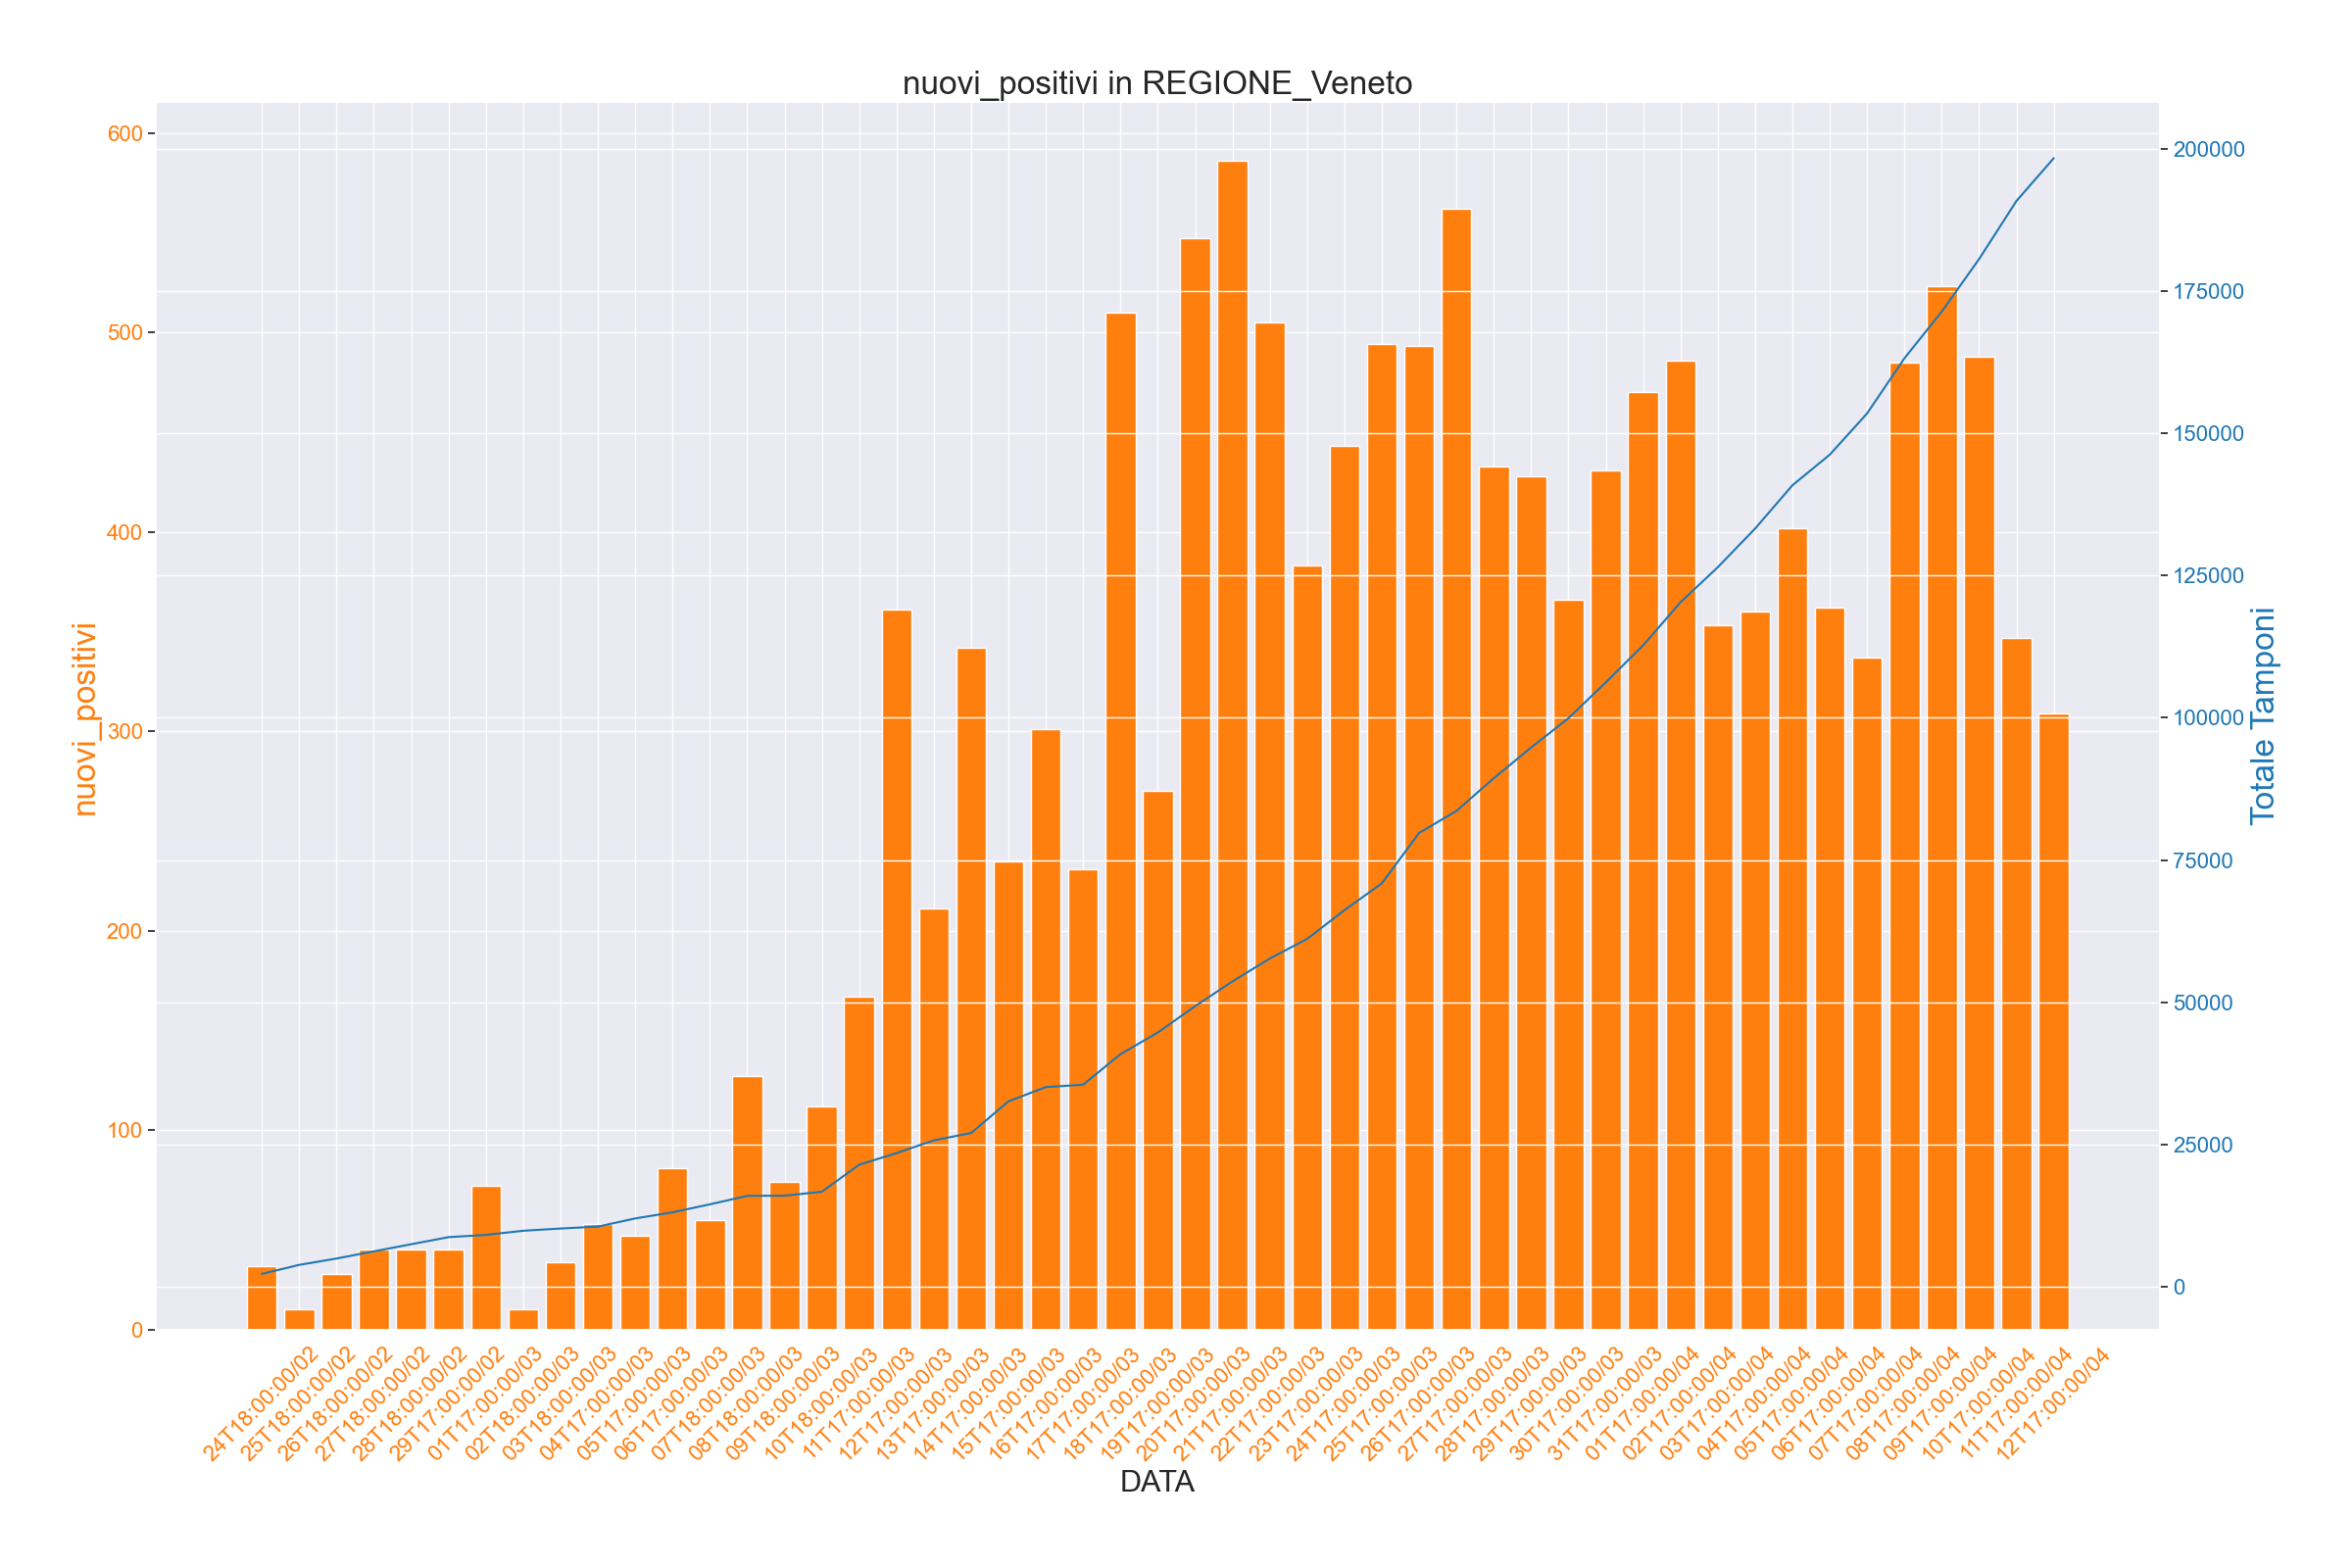 nuovi_positivi in REGIONE_Veneto
600
500
400
300
200
100
0
nuovi_positivi
200000
175000
150000
125000
100000
75000
50000
25000
0
Totale Tamponi
24T18:00:00/02
25T18:00:00/02
26T18:00:00/02
27T18:00:00/02
28T18:00:00/02
29T17:00:00/02
01T17:00:00/03
02T18:00:00/03
03T18:00:00/03
04T17:00:00/03
05T17:00:00/03
06T17:00:00/03
07T18:00:00/03
08T18:00:00/03
09T18:00:00/03
10T18:00:00/03
11T17:00:00/03
12T17:00:00/03
13T17:00:00/03
14T17:00:00/03
15T17:00:00/03
16T17:00:00/03
17T17:00:00/03
18T17:00:00/03
19T17:00:00/03
20T17:00:00/03
21T17:00:00/03
22T17:00:00/03
23T17:00:00/03
24T17:00:00/03
25T17:00:00/03
26T17:00:00/03
27T17:00:00/03
28T17:00:00/03
29T17:00:00/03
30T17:00:00/03
31T17:00:00/03
01T17:00:00/04
02T17:00:00/04
03T17:00:00/04
04T17:00:00/04
05T17:00:00/04
06T17:00:00/04
07T17:00:00/04
08T17:00:00/04
09T17:00:00/04
10T17:00:00/04
11T17:00:00/04
12T17:00:00/04
DATA